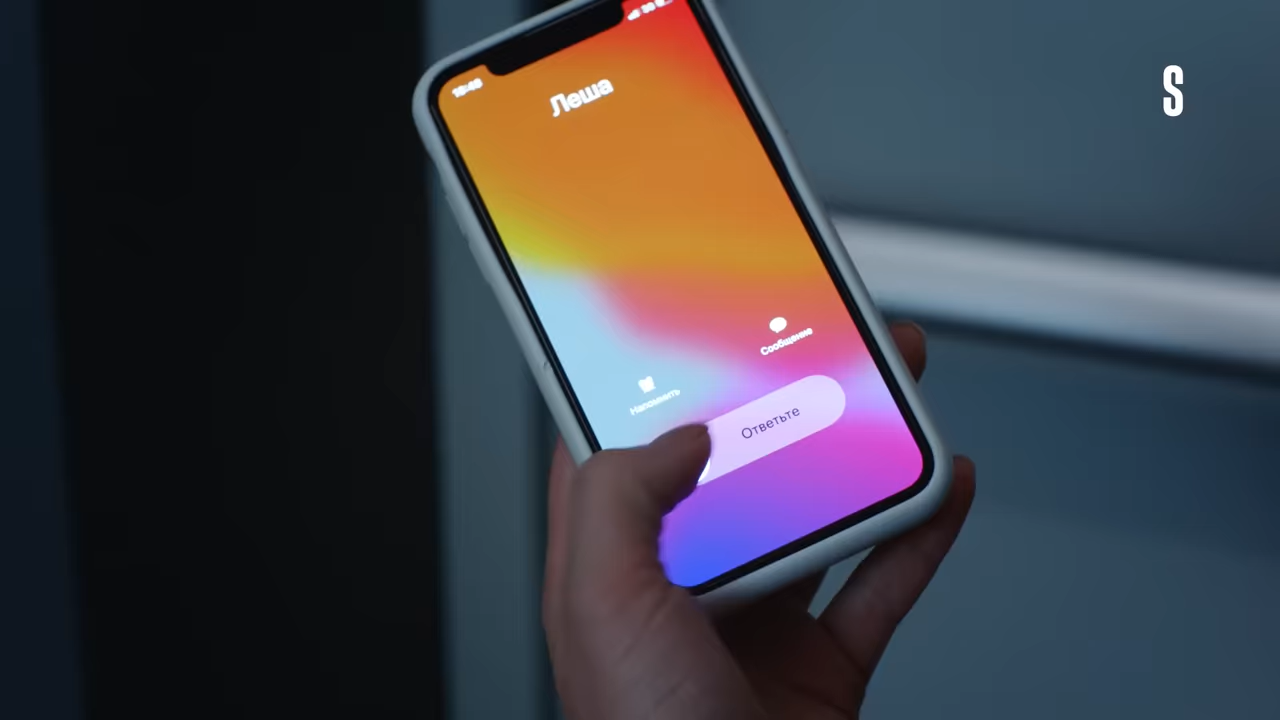 Леша
S
Сообщение
Напомнить
Ответьте